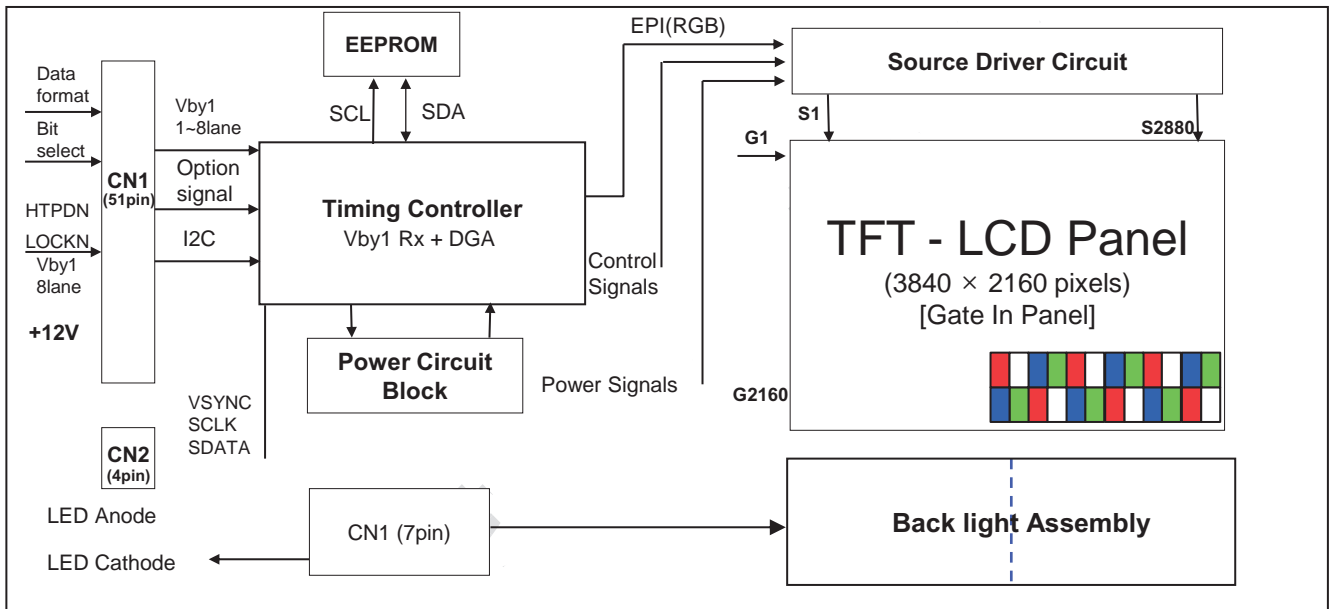 EPI(RGB)
EEPROM
Source Driver Circuit
Data
format
Vby1
1~8lane
SCL
SDA
S1
S2880
Bit
select
G1
CN1
(51pin)
Option
signal
Timing Controller
Vby1 Rx + DGA
TFT - LCD Panel
(3840 × 2160 pixels)
[Gate In Panel]
HTPDN
LOCKN
Vby1
8lane
I2C
Control
Signals
+12V
Power Circuit
Block
Power Signals
G2160
VSYNC
SCLK
SDATA
CN2
(4pin)
LED Anode
CN1 (7pin)
Back light Assembly
LED Cathode